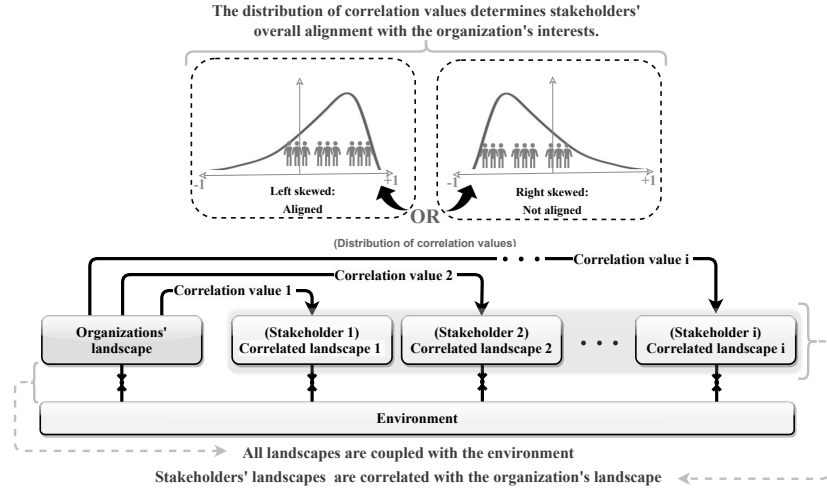 The distribution of correlation values determines stakeholders'
overall alignment with the organization's interests.
-1
+1
Left skewed:
Aligned
-1
+1
Right skewed:
Not aligned
OR
(Distribution of correlation values)
Correlation value i
Correlation value 2
Correlation value 1
Organizations'
landscape
(Stakeholder 1)
Correlated landscape 1
(Stakeholder 2)
Correlated landscape 2
(Stakeholder i)
Correlated landscape i
Environment
All landscapes are coupled with the environment
Stakeholders' landscapes are correlated with the organization's landscape